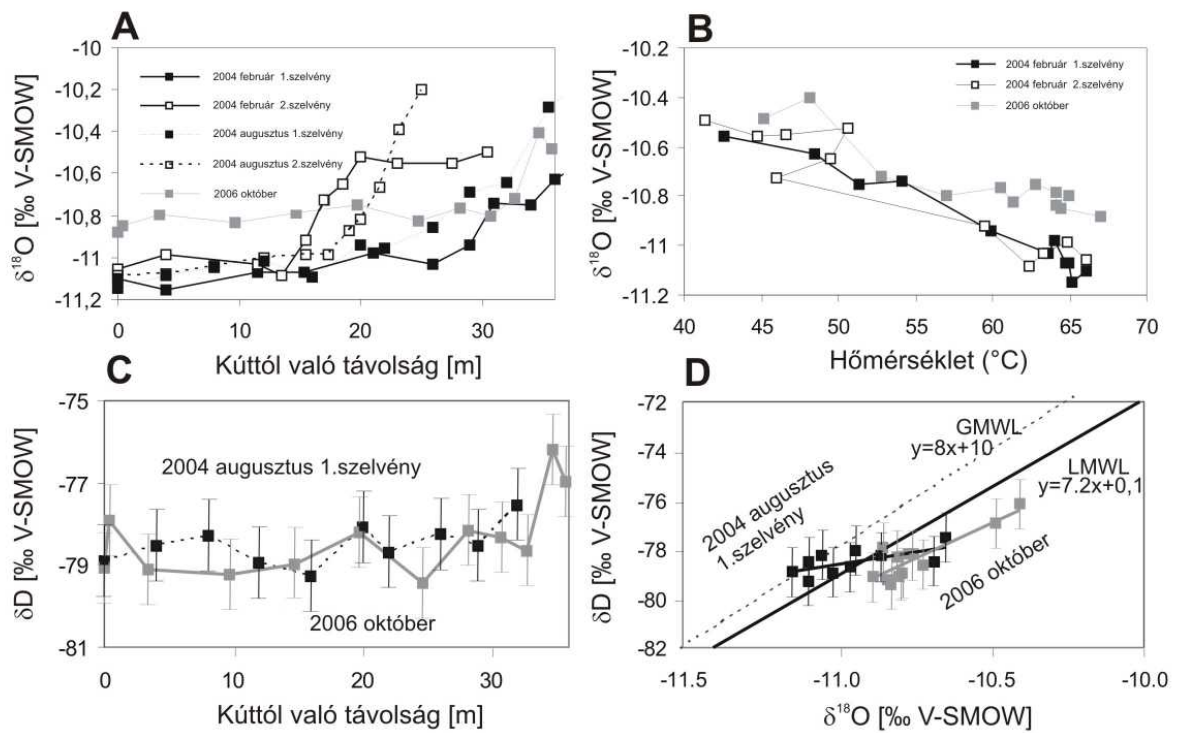 A
δ¹⁸O [‰ V-SMOW]
-10
-10,2
-10,4
-10,6
-10,8
-11
-11,2
2004 február 1.szelvény
2004 február 2.szelvény
2004 augusztus 1.szelvény
2004 augusztus 2.szelvény
2006 október
0
10
20
30
Kúttól való távolság [m]
B
δ¹⁸O [‰ V-SMOW]
-10.2
-10.4
-10.6
-10.8
-11
-11.2
2004 február 1.szelvény
2004 február 2.szelvény
2006 október
40
45
50
55
60
65
70
Hőmérséklet (°C)
C
δD [‰ V-SMOW]
-75
-77
-79
-81
2004 augusztus 1.szelvény
2006 október
0
10
20
30
Kúttól való távolság [m]
D
δD [‰ V-SMOW]
-72
-74
-76
-78
-80
-82
GMWL
y=8x+10
LMWL
y=7.2x+0,1
2004 augusztus
1.szelvény
2006 október
-11.5
-11.0
-10.5
-10.0
δ¹⁸O [‰ V-SMOW]